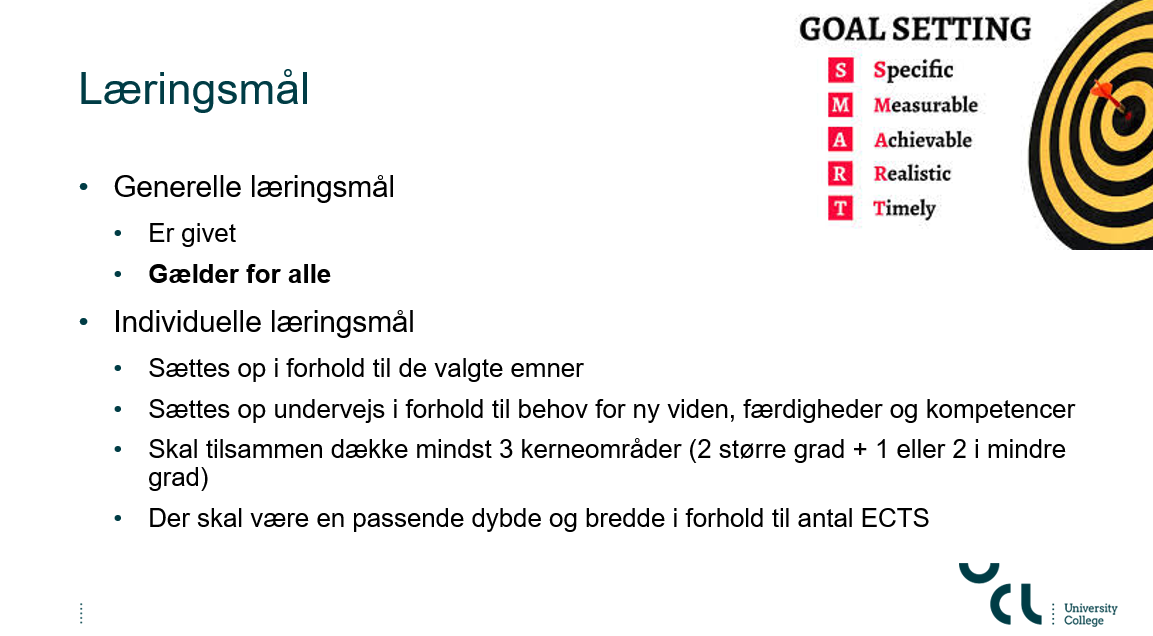 GOAL SETTING
S Specific
M Measurable
A Achievable
R Realistic
T Timely
Læringsmål
• Generelle læringsmål
• Er givet
• Gælder for alle
• Individuelle læringsmål
• Sættes op i forhold til de valgte emner
• Sættes op undervejs i forhold til behov for ny viden, færdigheder og kompetencer
• Skal tilsammen dække mindst 3 kerneområder (2 større grad + 1 eller 2 i mindre
grad)
• Der skal være en passende dybde og bredde i forhold til antal ECTS
UCL University
College